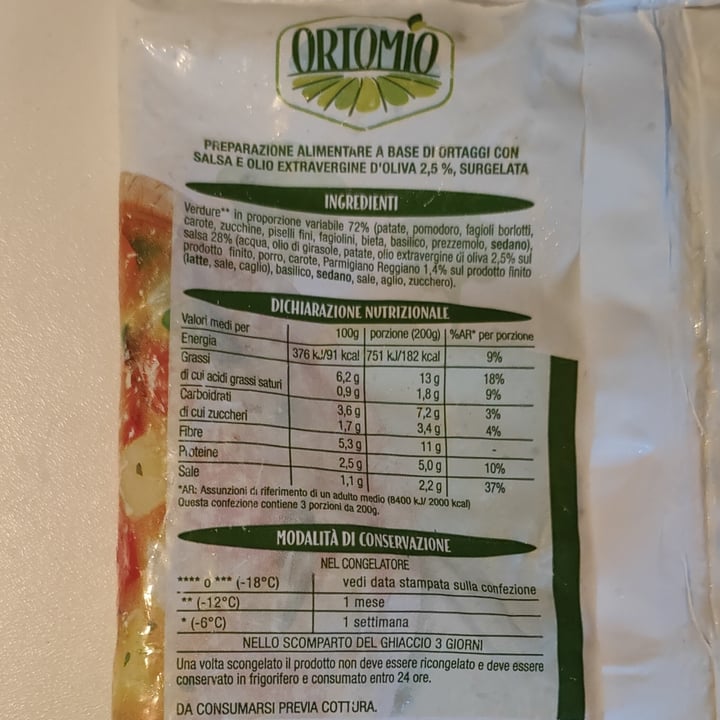 ORTOMIO
PREPARAZIONE ALIMENTARE A BASE DI ORTAGGI CON
SALSA E OLIO EXTRAVERGINE D'OLIVA 2,5 %, SURGELATA
INGREDIENTI
Verdure** in proporzione variabile 72% (patate, pomodoro, fagioli borlotti,
carote, zucchine, piselli fini, fagiolini, bieta, basilico, prezzemolo, sedano),
salsa 28% (acqua, olio di girasole, patate, olio extravergine di oliva 2,5% sul
prodotto finito, porro, carote, Parmigiano Reggiano 1,4% sul prodotto finito
(latte, sale, caglio), basilico, sedano, sale, aglio, zucchero).
DICHIARAZIONE NUTRIZIONALE
Valori medi per 100g porzione (200g) %AR* per porzione
Energia 376 kJ/91 kcal 751 kJ/182 kcal 9%
Grassi 6,2 g 13 g 18%
di cui acidi grassi saturi 0,9 g 1,8 g 9%
Carboidrati 3,6 g 7,2 g 3%
di cui zuccheri 1,7 g 3,4 g 4%
Fibre 5,3 g 11 g -
Proteine 2,5 g 5,0 g 10%
Sale 1,1 g 2,2 g 37%
*AR: Assunzioni di riferimento di un adulto medio (8400 kJ/ 2000 kcal)
Questa confezione contiene 3 porzioni da 200g.
MODALITÀ DI CONSERVAZIONE
NEL CONGELATORE
**** o *** (-18°C) vedi data stampata sulla confezione
** (-12°C) 1 mese
* (-6°C) 1 settimana
NELLO SCOMPARTO DEL GHIACCIO 3 GIORNI
Una volta scongelato il prodotto non deve essere ricongelato e deve essere
conservato in frigorifero e consumato entro 24 ore.
DA CONSUMARSI PREVIA COTTURA.